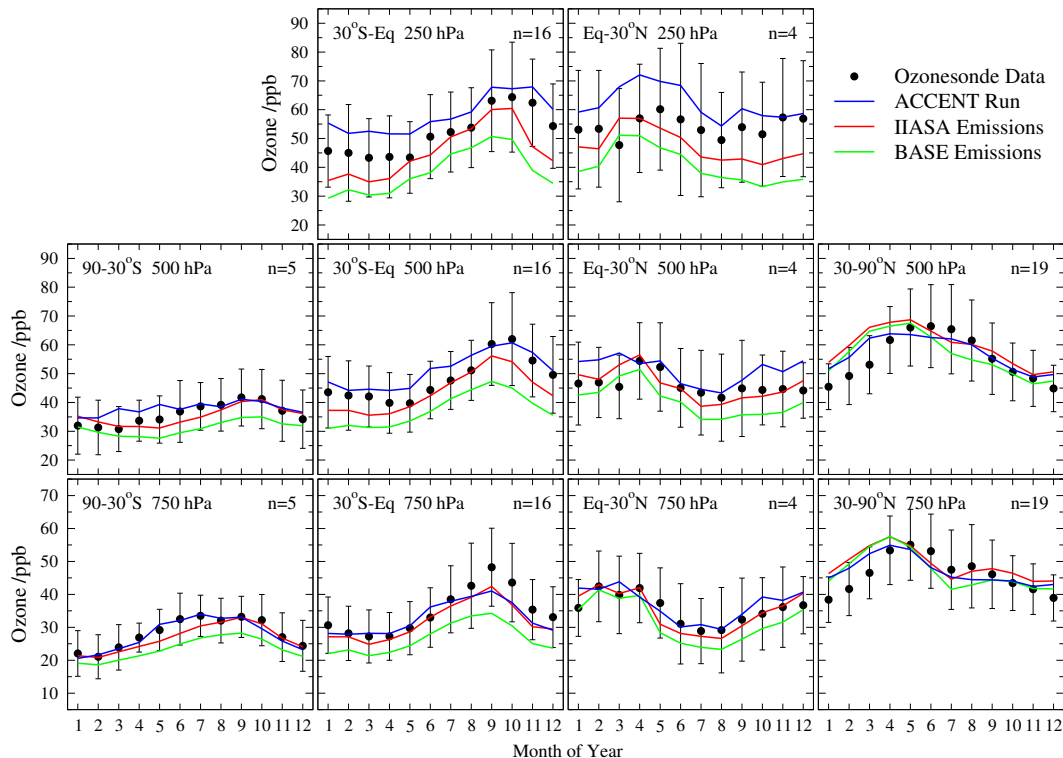 30°S-Eq 250 hPa n=16
Eq-30°N 250 hPa n=4
Ozone /ppb
90
80
70
60
50
40
30
20
Ozonesonde Data
ACCENT Run
IIASA Emissions
BASE Emissions
90-30°S 500 hPa n=5
30°S-Eq 500 hPa n=16
Eq-30°N 500 hPa n=4
30-90°N 500 hPa n=19
Ozone /ppb
90
80
70
60
50
40
30
20
90-30°S 750 hPa n=5
30°S-Eq 750 hPa n=16
Eq-30°N 750 hPa n=4
30-90°N 750 hPa n=19
Ozone /ppb
70
60
50
40
30
20
10
1 2 3 4 5 6 7 8 9 10 11 12
1 2 3 4 5 6 7 8 9 10 11 12
1 2 3 4 5 6 7 8 9 10 11 12
1 2 3 4 5 6 7 8 9 10 11 12
Month of Year